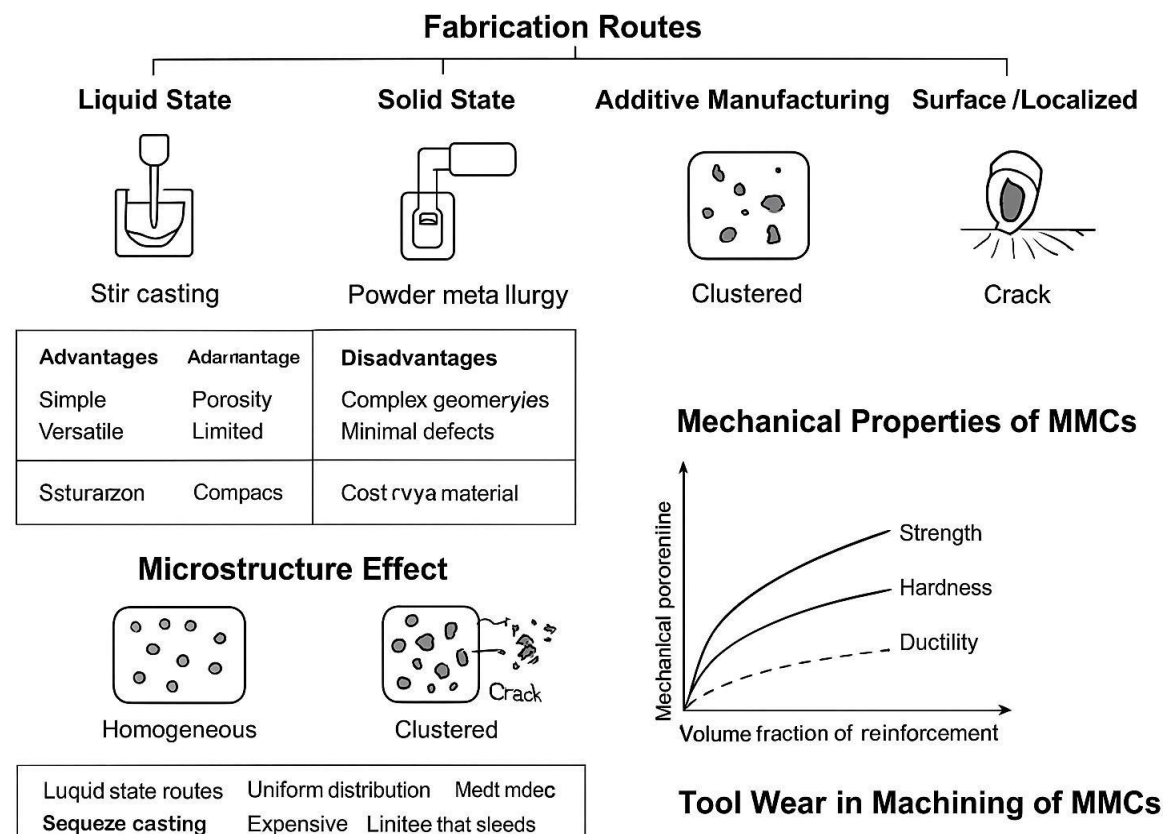 Fabrication Routes
Liquid State
Solid State
Additive Manufacturing
Surface /Localized
Stir casting
Powder meta llurgy
Clustered
Crack
Advantages Adarnantage Disadvantages
Simple Porosity Complex geomeryies
Versatile Limited Minimal defects
Ssturarzon Compacs Cost rvya material
Microstructure Effect
Crack
Homogeneous
Clustered
Luquid state routes Uniform distribution Medt mdec
Sequeze casting Expensive Linitee that sleeds
Mechanical Properties of MMCs
Mechanical pororeniine
Strength
Hardness
Ductility
Volume fraction of reinforcement
Tool Wear in Machining of MMCs